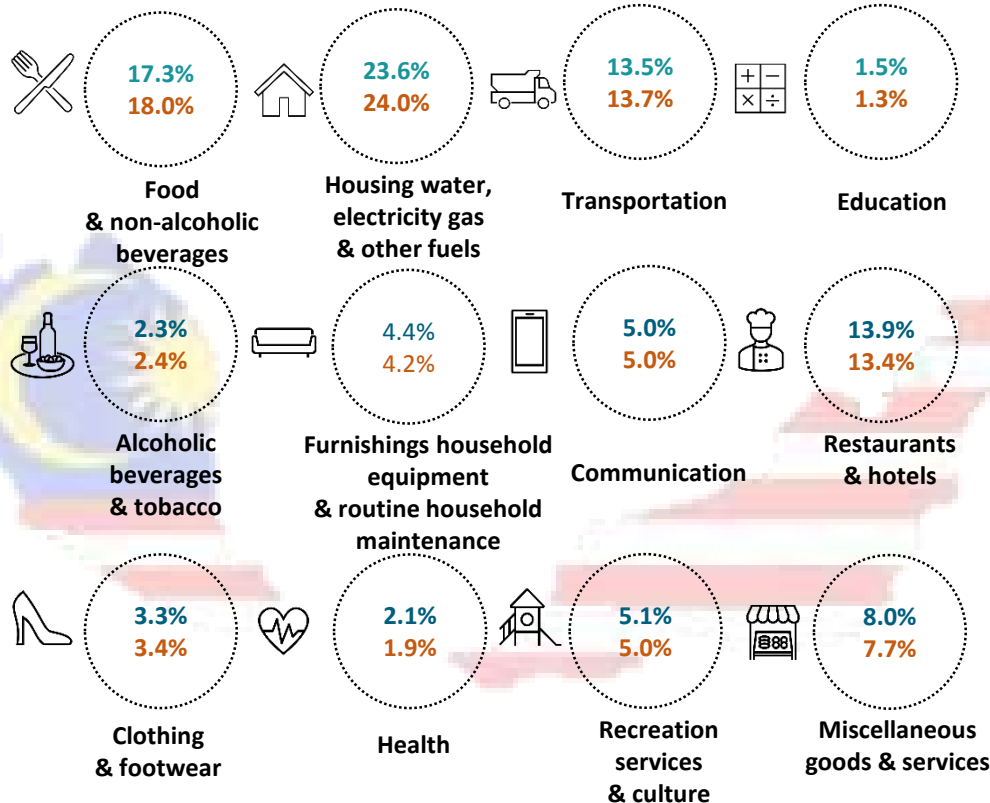 17.3%
18.0%
Food
& non-alcoholic
beverages
23.6%
24.0%
Housing water,
electricity gas
& other fuels
13.5%
13.7%
Transportation
+ −
× ÷
1.5%
1.3%
Education
2.3%
2.4%
Alcoholic
beverages
& tobacco
4.4%
4.2%
Furnishings household
equipment
& routine household
maintenance
5.0%
5.0%
Communication
13.9%
13.4%
Restaurants
& hotels
3.3%
3.4%
Clothing
& footwear
2.1%
1.9%
Health
5.1%
5.0%
Recreation
services
& culture
8.0%
7.7%
Miscellaneous
goods & services